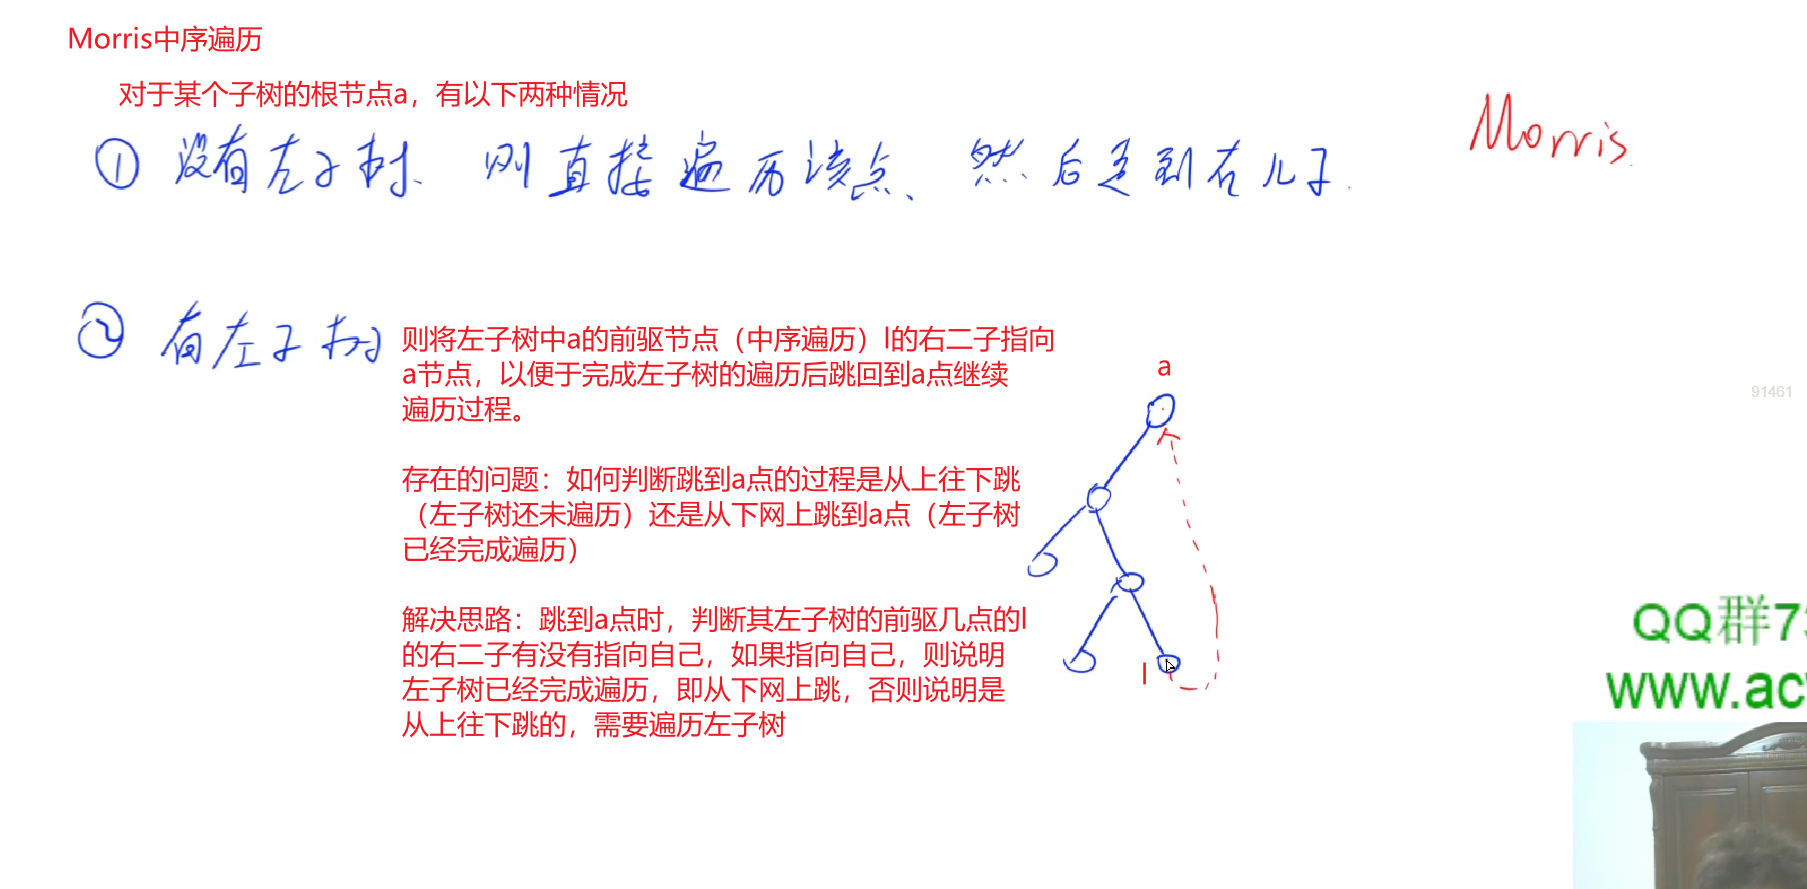 Morris中序遍历
对于某个子树的根节点a，有以下两种情况
Morris.
① 没有左子树、则直接遍历该点、然后走到右儿子.
② 有左子树
则将左子树中a的前驱节点（中序遍历）l的右二子指向
a节点，以便于完成左子树的遍历后跳回到a点继续
遍历过程。
a
91461
存在的问题：如何判断跳到a点的过程是从上往下跳
（左子树还未遍历）还是从下网上跳到a点（左子树
已经完成遍历）
解决思路：跳到a点时，判断其左子树的前驱几点的l
的右二子有没有指向自己，如果指向自己，则说明
左子树已经完成遍历，即从下网上跳，否则说明是
从上往下跳的，需要遍历左子树
l
QQ群7
www.ac